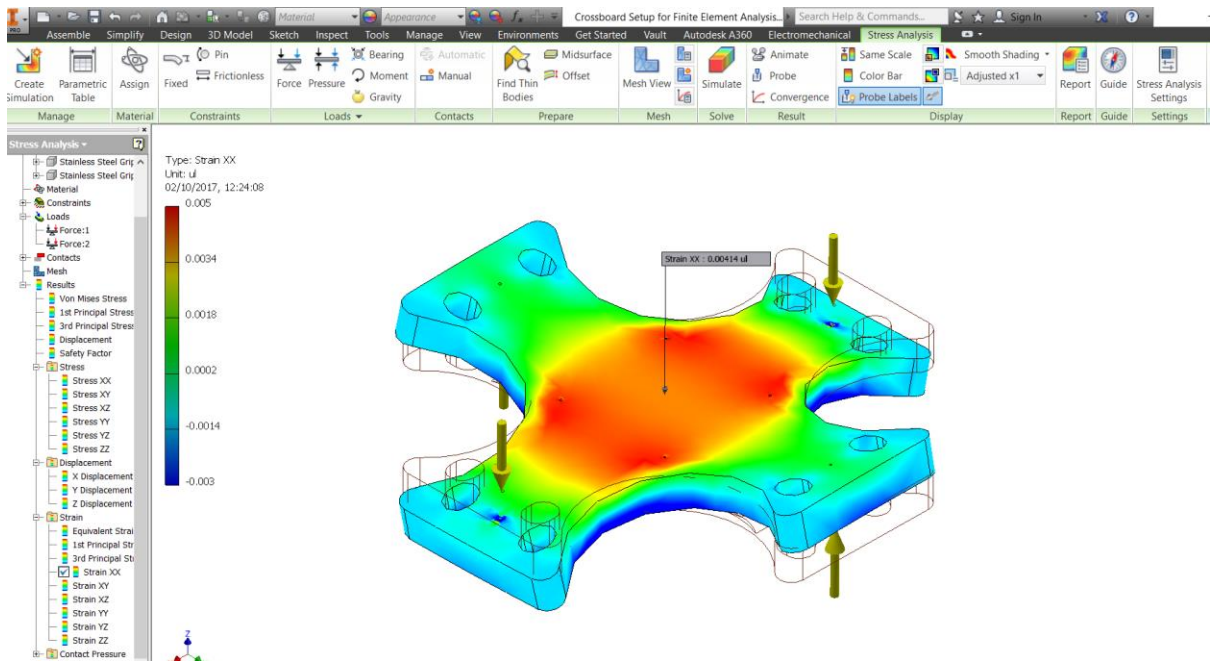 PRO
Material
Appearance
Crossboard Setup for Finite Element Analysis...
Search Help & Commands...
Sign In
Assemble Simplify Design 3D Model Sketch Inspect Tools Manage View Environments Get Started Vault Autodesk A360 Electromechanical Stress Analysis
Create Simulation
Parametric Table
Assign
Fixed
Pin
Frictionless
Force
Pressure
Bearing
Moment
Gravity
Automatic
Manual
Find Thin Bodies
Midsurface
Offset
Mesh View
Simulate
Animate
Probe
Convergence
Same Scale
Color Bar
Probe Labels
Smooth Shading
Adjusted x1
Report
Guide
Stress Analysis Settings
Manage Material Constraints Loads Contacts Prepare Mesh Solve Result Display Report Guide Settings
Stress Analysis
Stainless Steel Grip
Stainless Steel Grip
Material
Constraints
Loads
Force:1
Force:2
Contacts
Mesh
Results
Von Mises Stress
1st Principal Stress
3rd Principal Stress
Displacement
Safety Factor
Stress
Stress XX
Stress XY
Stress XZ
Stress YY
Stress YZ
Stress ZZ
Displacement
X Displacement
Y Displacement
Z Displacement
Strain
Equivalent Strai
1st Principal Str
3rd Principal Str
Strain XX
Strain XY
Strain XZ
Strain YY
Strain YZ
Strain ZZ
Contact Pressure
Type: Strain XX
Unit: ul
02/10/2017, 12:24:08
0.005
0.0034
0.0018
0.0002
-0.0014
-0.003
Strain XX : 0.00414 ul
Z